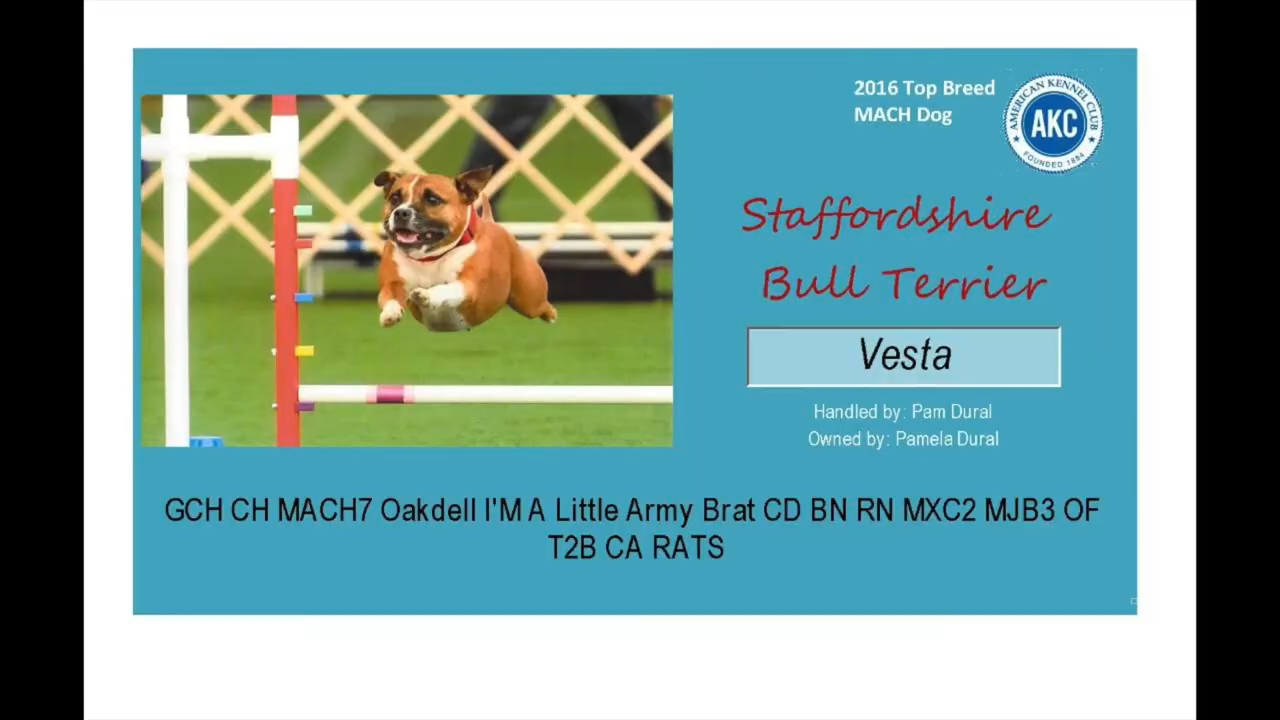 2016 Top Breed
MACH Dog
AMERICAN KENNEL CLUB
AKC
FOUNDED 1884
Staffordshire
Bull Terrier
Vesta
Handled by: Pam Dural
Owned by: Pamela Dural
GCH CH MACH7 Oakdell I'M A Little Army Brat CD BN RN MXC2 MJB3 OF
T2B CA RATS